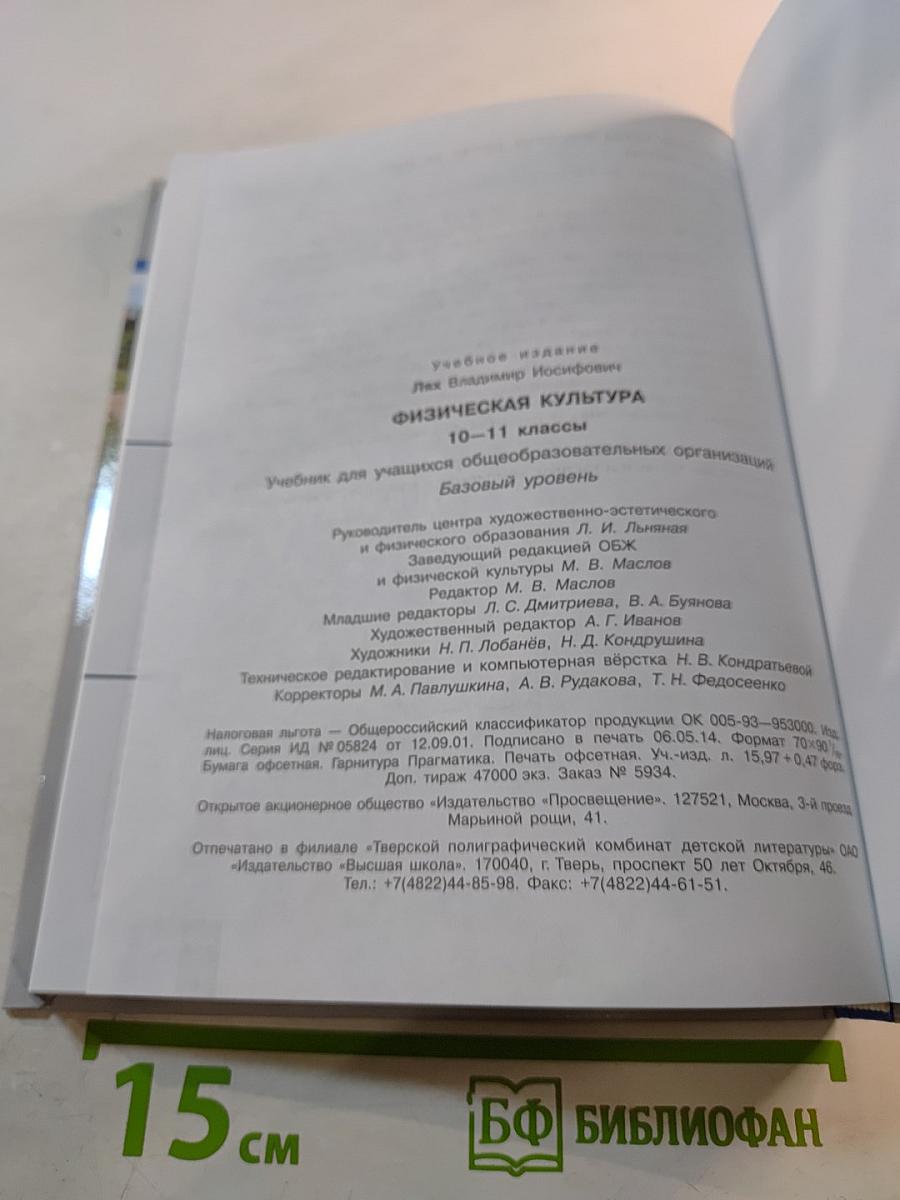 Учебное издание
Лях Владимир Иосифович
ФИЗИЧЕСКАЯ КУЛЬТУРА
10—11 классы
Учебник для учащихся общеобразовательных организаций
Базовый уровень
Руководитель центра художественно-эстетического
и физического образования Л. И. Льняная
Заведующий редакцией ОБЖ
и физической культуры М. В. Маслов
Редактор М. В. Маслов
Младшие редакторы Л. С. Дмитриева, В. А. Буянова
Художественный редактор А. Г. Иванов
Художники Н. П. Лобанёв, Н. Д. Кондрушина
Техническое редактирование и компьютерная вёрстка Н. В. Кондратьевой
Корректоры М. А. Павлушкина, А. В. Рудакова, Т. Н. Федосеенко
Налоговая льгота — Общероссийский классификатор продукции ОК 005-93—953000. Изд.
лиц. Серия ИД № 05824 от 12.09.01. Подписано в печать 06.05.14. Формат 70×90 1/16.
Бумага офсетная. Гарнитура Прагматика. Печать офсетная. Уч.-изд. л. 15,97 + 0,47 форз.
Доп. тираж 47000 экз. Заказ № 5934.
Открытое акционерное общество «Издательство «Просвещение». 127521, Москва, 3-й проезд
Марьиной рощи, 41.
Отпечатано в филиале «Тверской полиграфический комбинат детской литературы» ОАО
«Издательство «Высшая школа». 170040, г. Тверь, проспект 50 лет Октября, 46.
Тел.: +7(4822)44-85-98. Факс: +7(4822)44-61-51.
15 см
БФ БИБЛИОФАН